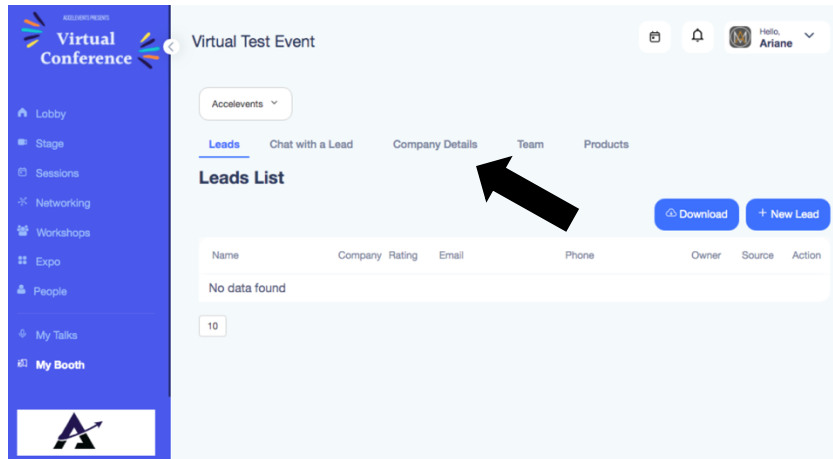 ACCELEVENTS PRESENTS
Virtual
Conference
Lobby
Stage
Sessions
Networking
Workshops
Expo
People
My Talks
My Booth
Virtual Test Event
Hello,
Ariane
Accelevents
Leads Chat with a Lead Company Details Team Products
Leads List
Download + New Lead
Name Company Rating Email Phone Owner Source Action
No data found
10